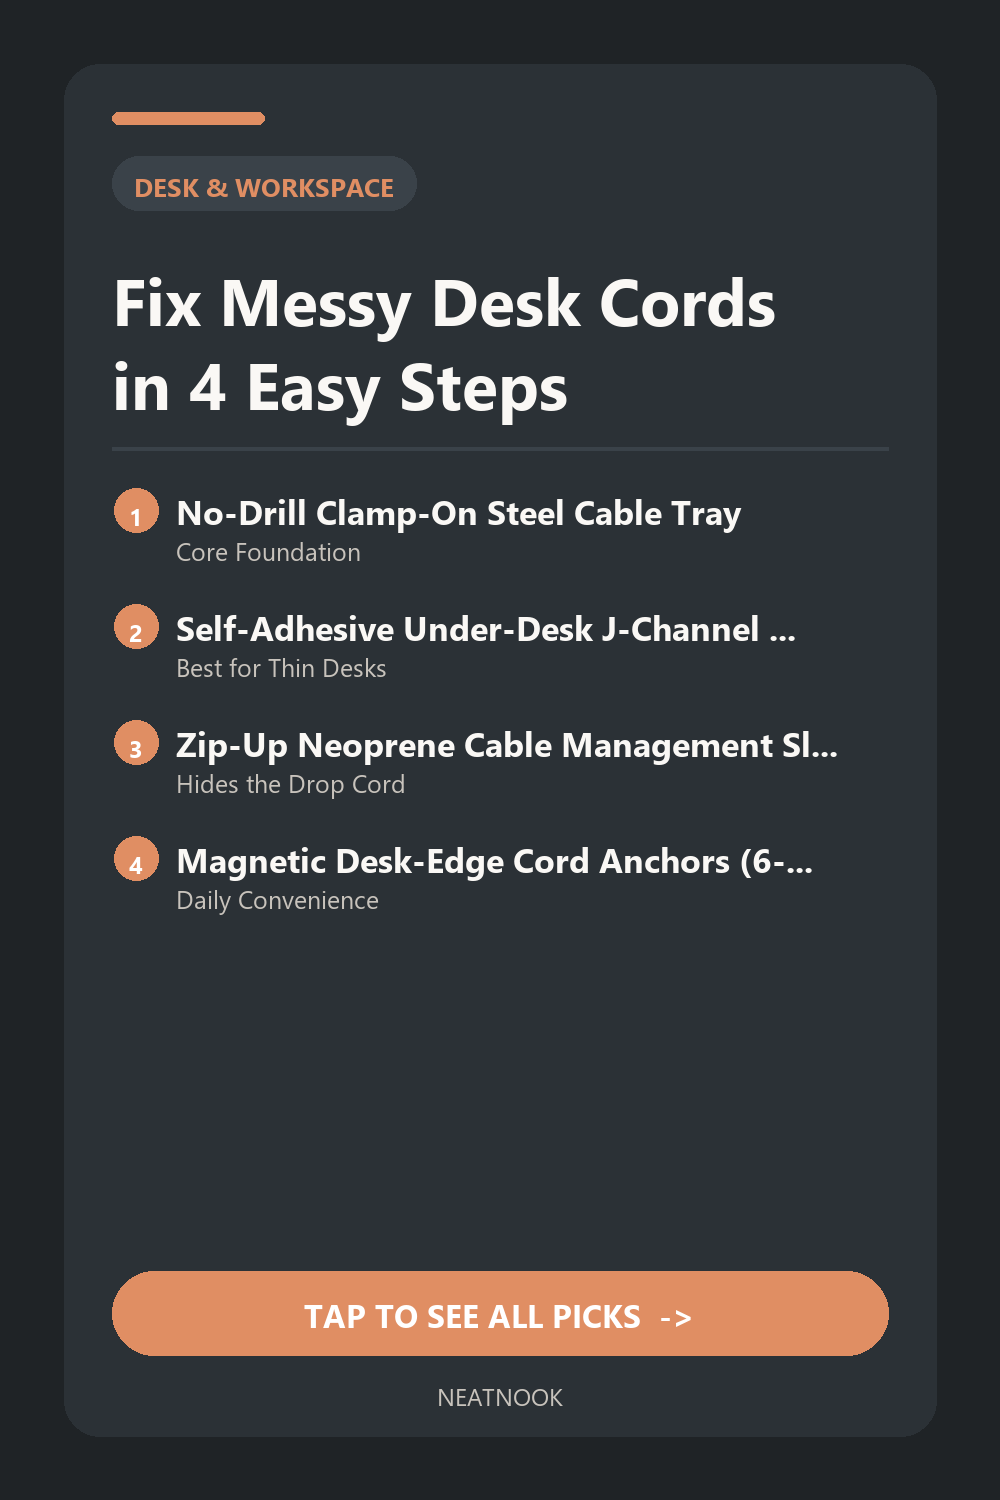 DESK & WORKSPACE
Fix Messy Desk Cords
in 4 Easy Steps
1 No-Drill Clamp-On Steel Cable Tray
Core Foundation
2 Self-Adhesive Under-Desk J-Channel ...
Best for Thin Desks
3 Zip-Up Neoprene Cable Management Sl...
Hides the Drop Cord
4 Magnetic Desk-Edge Cord Anchors (6-...
Daily Convenience
TAP TO SEE ALL PICKS ->
NEATNOOK